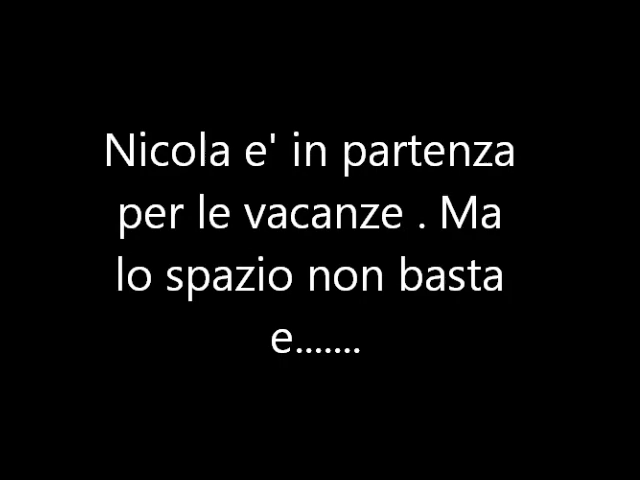 Nicola e' in partenza
per le vacanze . Ma
lo spazio non basta
e.......